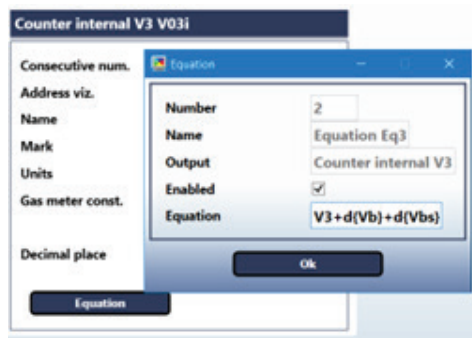 Counter internal V3 V03i
Consecutive num.
Address viz.
Name
Mark
Units
Gas meter const.
Decimal place
Equation
Equation
Number 2
Name Equation Eq3
Output Counter internal V3
Enabled
Equation V3+d{Vb}+d{Vbs}
Ok